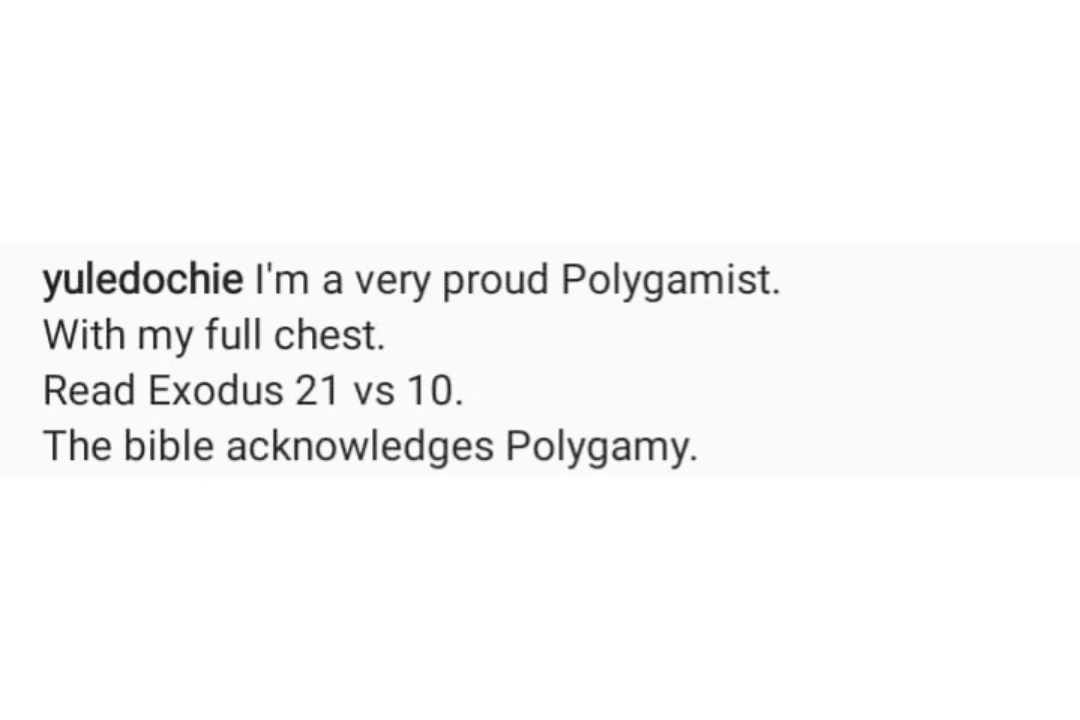 yuledochie I'm a very proud Polygamist.
With my full chest.
Read Exodus 21 vs 10.
The bible acknowledges Polygamy.